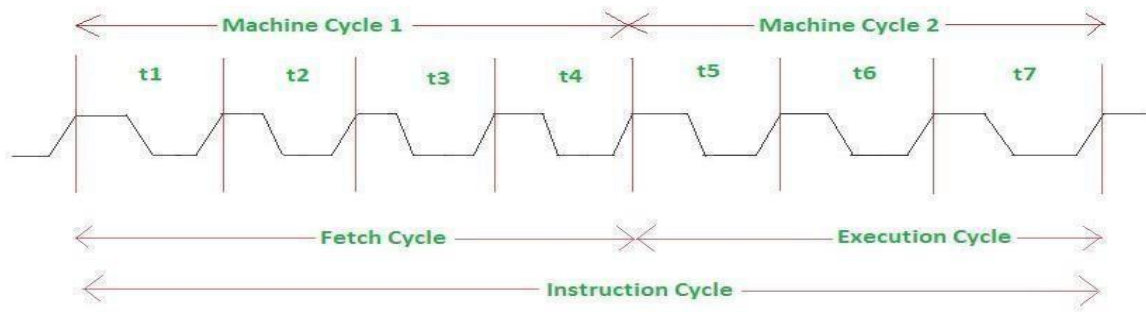 Machine Cycle 1 Machine Cycle 2
t1 t2 t3 t4 t5 t6 t7
Fetch Cycle Execution Cycle
Instruction Cycle